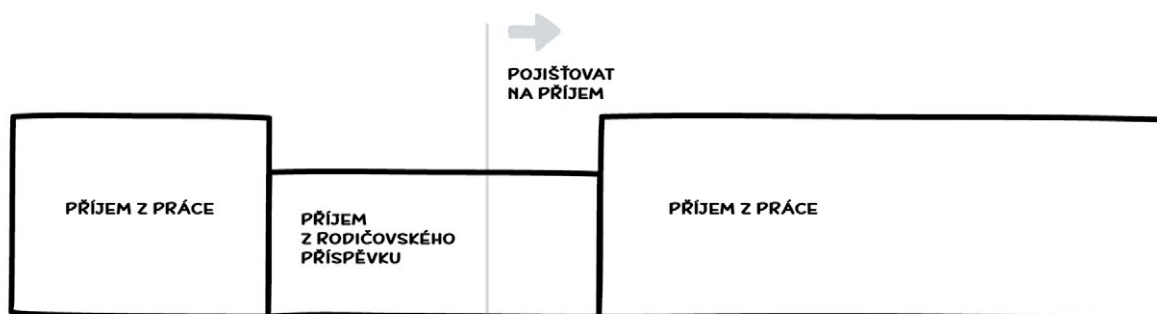 POJIŠŤOVAT
NA PŘÍJEM
PŘÍJEM Z PRÁCE
PŘÍJEM
Z RODIČOVSKÉHO
PŘÍSPĚVKU
PŘÍJEM Z PRÁCE